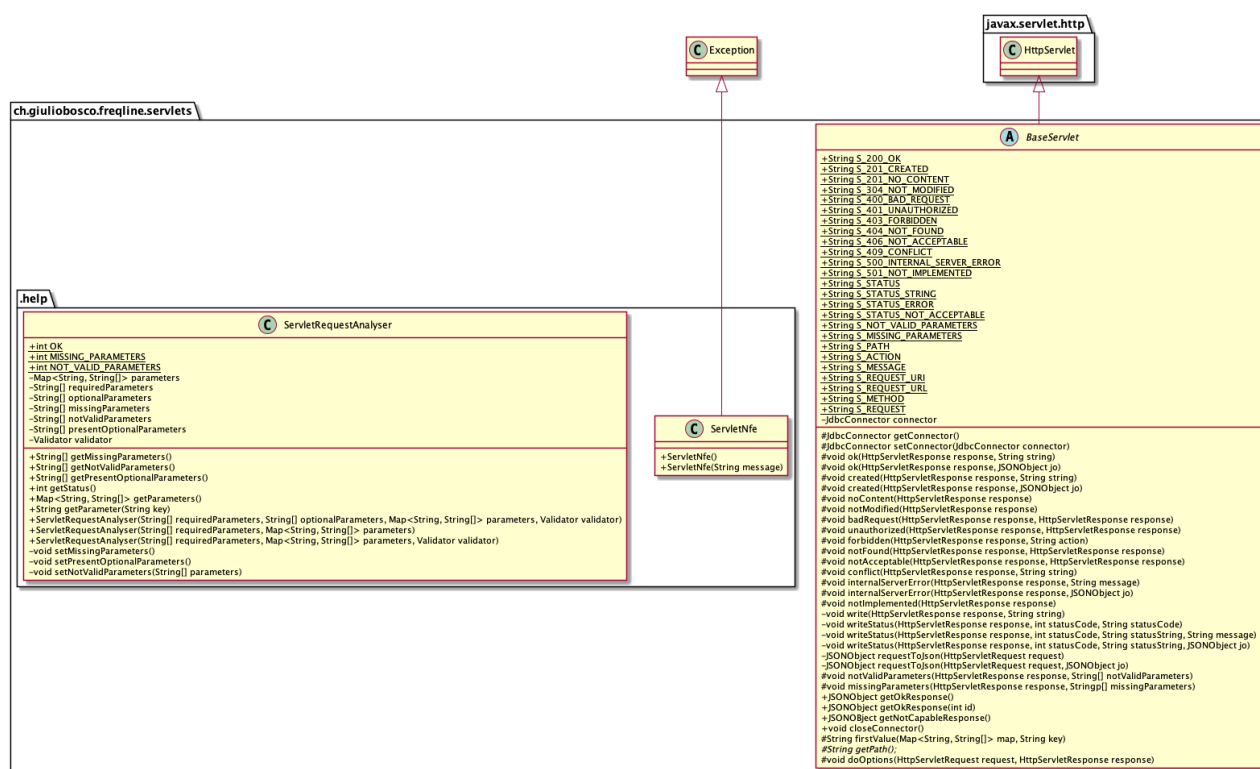 javax.servlet.http
C HttpServlet
C Exception
ch.giuliobosco.freqline.servlets
A BaseServlet
+String S_200_OK
+String S_201_CREATED
+String S_201_NO_CONTENT
+String S_304_NOT_MODIFIED
+String S_400_BAD_REQUEST
+String S_401_UNAUTHORIZED
+String S_403_FORBIDDEN
+String S_404_NOT_FOUND
+String S_406_NOT_ACCEPTABLE
+String S_409_CONFLICT
+String S_500_INTERNAL_SERVER_ERROR
+String S_501_NOT_IMPLEMENTED
+String S_STATUS
+String S_STATUS_STRING
+String S_STATUS_ERROR
+String S_STATUS_NOT_ACCEPTABLE
+String S_NOT_VALID_PARAMETERS
+String S_MISSING_PARAMETERS
+String S_PATH
+String S_ACTION
+String S_MESSAGE
+String S_REQUEST_URI
+String S_REQUEST_URL
+String S_METHOD
+String S_REQUEST
-JdbcConnector connector
#JdbcConnector getConnector()
#JdbcConnector setConnector(JdbcConnector connector)
#void ok(HttpServletResponse response, String string)
#void ok(HttpServletResponse response, JSONObject jo)
#void created(HttpServletResponse response, String string)
#void created(HttpServletResponse response, JSONObject jo)
#void noContent(HttpServletResponse response)
#void notModified(HttpServletResponse response)
#void badRequest(HttpServletResponse response, HttpServletResponse response)
#void unauthorized(HttpServletResponse response, HttpServletResponse response)
#void forbidden(HttpServletResponse response, String action)
#void notFound(HttpServletResponse response, HttpServletResponse response)
#void notAcceptable(HttpServletResponse response, HttpServletResponse response)
#void conflict(HttpServletResponse response, String string)
#void internalServerError(HttpServletResponse response, String message)
#void internalServerError(HttpServletResponse response, JSONObject jo)
#void notImplemented(HttpServletResponse response)
-void write(HttpServletResponse response, String string)
-void writeStatus(HttpServletResponse response, int statusCode, String statusCode)
-void writeStatus(HttpServletResponse response, int statusCode, String statusString, String message)
-void writeStatus(HttpServletResponse response, int statusCode, String statusString, JSONObject jo)
-JSONObject requestToJson(HttpServletRequest request)
-JSONObject requestToJson(HttpServletRequest request, JSONObject jo)
#void notValidParameters(HttpServletResponse response, String[] notValidParameters)
#void missingParameters(HttpServletResponse response, Stringp[] missingParameters)
+JSONObject getOkResponse()
+JSONObject getOkResponse(int id)
+JSONOBject getNotCapableResponse()
+void closeConnector()
#String firstValue(Map<String, String[]> map, String key)
#String getPath();
#void doOptions(HttpServletRequest request, HttpServletResponse response)
.help
C ServletRequestAnalyser
+int OK
+int MISSING_PARAMETERS
+int NOT_VALID_PARAMETERS
-Map<String, String[]> parameters
-String[] requiredParameters
-String[] optionalParameters
-String[] missingParameters
-String[] notValidParameters
-String[] presentOptionalParameters
-Validator validator
+String[] getMissingParameters()
+String[] getNotValidParameters()
+String[] getPresentOptionalParameters()
+int getStatus()
+Map<String, String[]> getParameters()
+String getParameter(String key)
+ServletRequestAnalyser(String[] requiredParameters, String[] optionalParameters, Map<String, String[]> parameters, Validator validator)
+ServletRequestAnalyser(String[] requiredParameters, Map<String, String[]> parameters)
+ServletRequestAnalyser(String[] requiredParameters, Map<String, String[]> parameters, Validator validator)
-void setMissingParameters()
-void setPresentOptionalParameters()
-void setNotValidParameters(String[] parameters)
C ServletNfe
+ServletNfe()
+ServletNfe(String message)